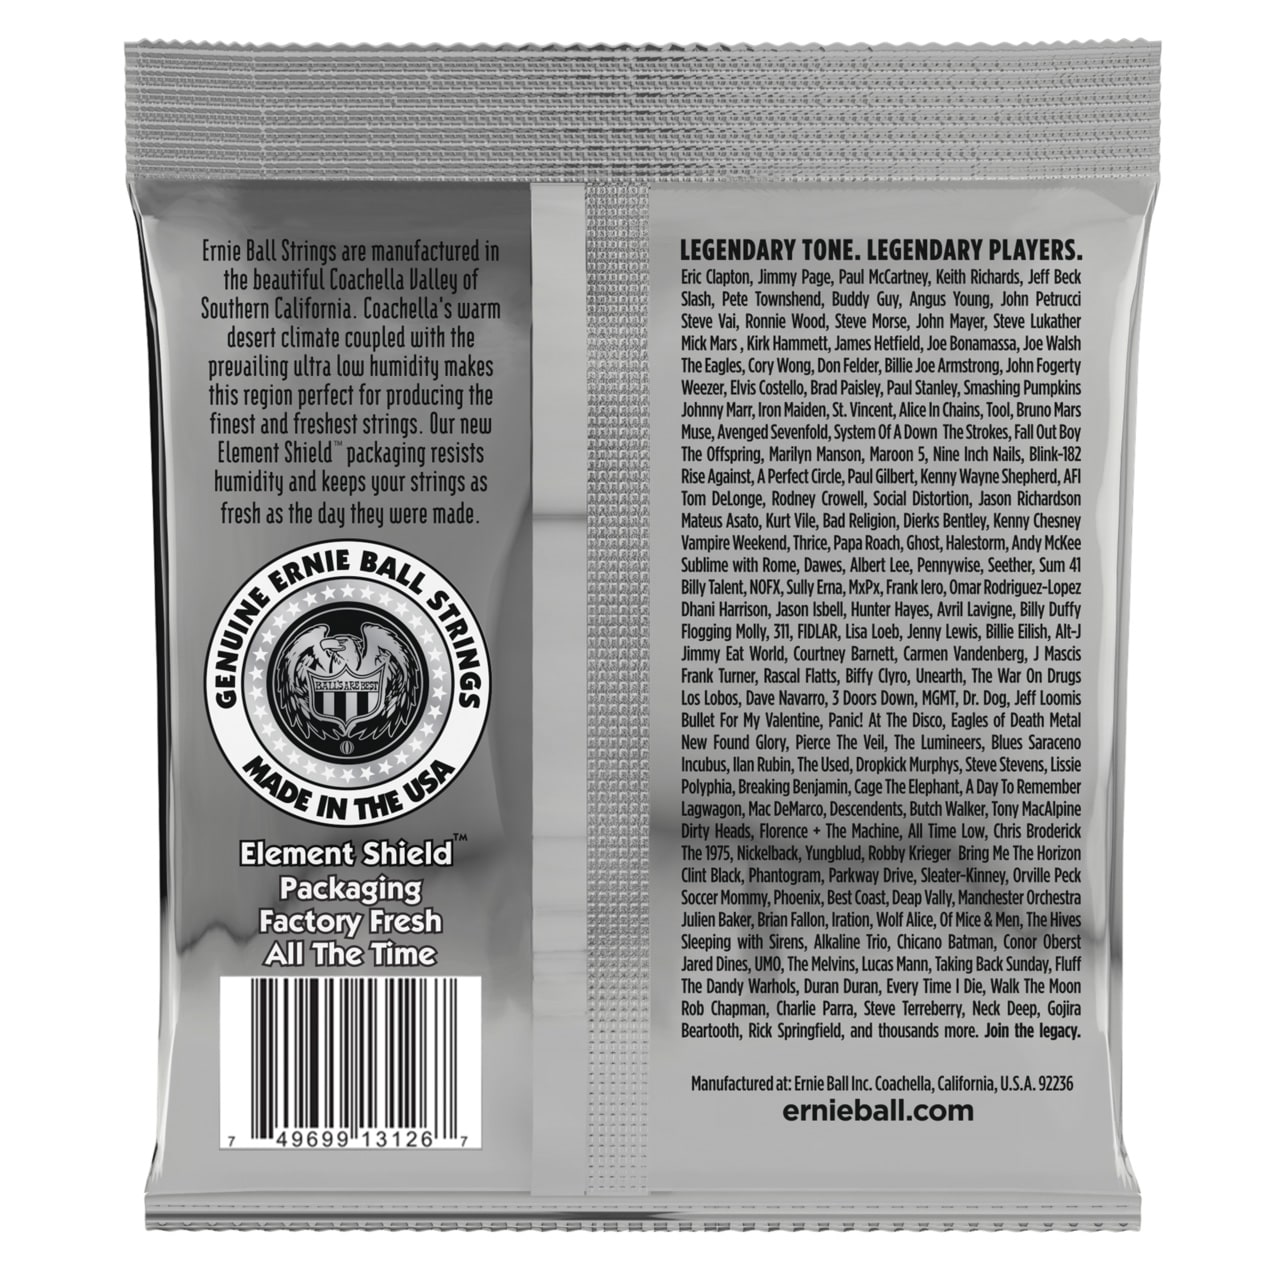 Ernie Ball Strings are manufactured in
the beautiful Coachella Valley of
Southern California. Coachella's warm
desert climate coupled with the
prevailing ultra low humidity makes
this region perfect for producing the
finest and freshest strings. Our new
Element Shield™ packaging resists
humidity and keeps your strings as
fresh as the day they were made.
GENUINE ERNIE BALL STRINGS
BALL'S ARE BEST
MADE IN THE USA
Element Shield™
Packaging
Factory Fresh
All The Time
7 49699 13126 7
LEGENDARY TONE. LEGENDARY PLAYERS.
Eric Clapton, Jimmy Page, Paul McCartney, Keith Richards, Jeff Beck
Slash, Pete Townshend, Buddy Guy, Angus Young, John Petrucci
Steve Vai, Ronnie Wood, Steve Morse, John Mayer, Steve Lukather
Mick Mars , Kirk Hammett, James Hetfield, Joe Bonamassa, Joe Walsh
The Eagles, Cory Wong, Don Felder, Billie Joe Armstrong, John Fogerty
Weezer, Elvis Costello, Brad Paisley, Paul Stanley, Smashing Pumpkins
Johnny Marr, Iron Maiden, St. Vincent, Alice In Chains, Tool, Bruno Mars
Muse, Avenged Sevenfold, System Of A Down The Strokes, Fall Out Boy
The Offspring, Marilyn Manson, Maroon 5, Nine Inch Nails, Blink-182
Rise Against, A Perfect Circle, Paul Gilbert, Kenny Wayne Shepherd, AFI
Tom DeLonge, Rodney Crowell, Social Distortion, Jason Richardson
Mateus Asato, Kurt Vile, Bad Religion, Dierks Bentley, Kenny Chesney
Vampire Weekend, Thrice, Papa Roach, Ghost, Halestorm, Andy McKee
Sublime with Rome, Dawes, Albert Lee, Pennywise, Seether, Sum 41
Billy Talent, NOFX, Sully Erna, MxPx, Frank Iero, Omar Rodriguez-Lopez
Dhani Harrison, Jason Isbell, Hunter Hayes, Avril Lavigne, Billy Duffy
Flogging Molly, 311, FIDLAR, Lisa Loeb, Jenny Lewis, Billie Eilish, Alt-J
Jimmy Eat World, Courtney Barnett, Carmen Vandenberg, J Mascis
Frank Turner, Rascal Flatts, Biffy Clyro, Unearth, The War On Drugs
Los Lobos, Dave Navarro, 3 Doors Down, MGMT, Dr. Dog, Jeff Loomis
Bullet For My Valentine, Panic! At The Disco, Eagles of Death Metal
New Found Glory, Pierce The Veil, The Lumineers, Blues Saraceno
Incubus, Ilan Rubin, The Used, Dropkick Murphys, Steve Stevens, Lissie
Polyphia, Breaking Benjamin, Cage The Elephant, A Day To Remember
Lagwagon, Mac DeMarco, Descendents, Butch Walker, Tony MacAlpine
Dirty Heads, Florence + The Machine, All Time Low, Chris Broderick
The 1975, Nickelback, Yungblud, Robby Krieger Bring Me The Horizon
Clint Black, Phantogram, Parkway Drive, Sleater-Kinney, Orville Peck
Soccer Mommy, Phoenix, Best Coast, Deap Vally, Manchester Orchestra
Julien Baker, Brian Fallon, Iration, Wolf Alice, Of Mice & Men, The Hives
Sleeping with Sirens, Alkaline Trio, Chicano Batman, Conor Oberst
Jared Dines, UMO, The Melvins, Lucas Mann, Taking Back Sunday, Fluff
The Dandy Warhols, Duran Duran, Every Time I Die, Walk The Moon
Rob Chapman, Charlie Parra, Steve Terreberry, Neck Deep, Gojira
Beartooth, Rick Springfield, and thousands more. Join the legacy.
Manufactured at: Ernie Ball Inc. Coachella, California, U.S.A. 92236
ernieball.com